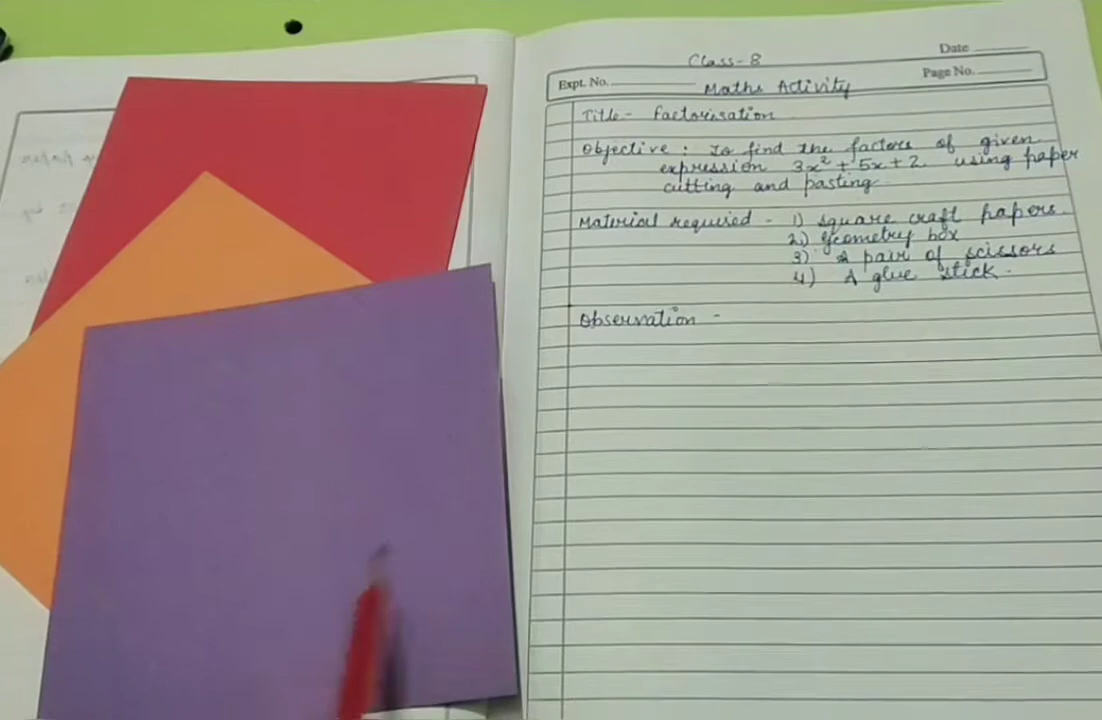 Class-8
Date
Expt. No.
Page No.
Maths Activity
Title - Factorisation
Objective : To find the factors of given
expression 3x² + 5x + 2 using paper
cutting and pasting
Material required - 1) square craft papers.
2) geometry box
3) A pair of scissors
4) A glue stick.
Observation -